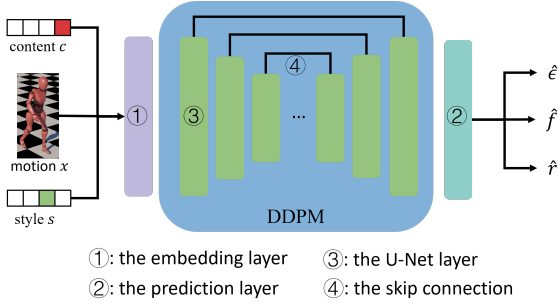 content c
motion x
style s
①
③
④
...
②
DDPM
ε̂
f̂
r̂
①: the embedding layer
③: the U-Net layer
②: the prediction layer
④: the skip connection